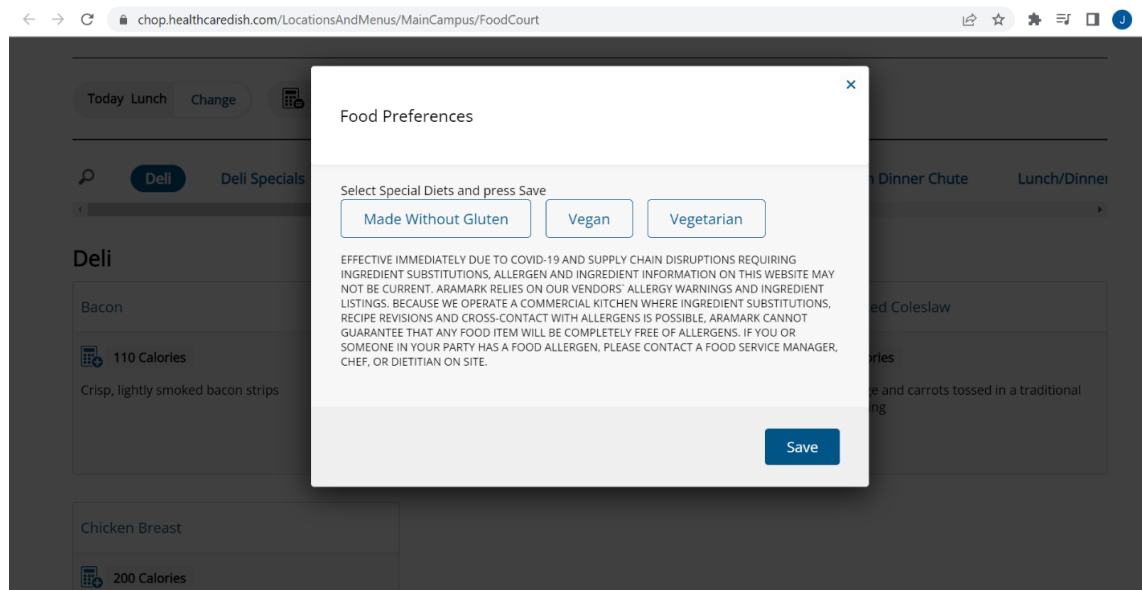 chop.healthcaredish.com/LocationsAndMenus/MainCampus/FoodCourt
J
Today Lunch Change
Food Preferences
×
Deli Deli Specials
Dinner Chute Lunch/Dinner
Select Special Diets and press Save
Made Without Gluten Vegan Vegetarian
EFFECTIVE IMMEDIATELY DUE TO COVID-19 AND SUPPLY CHAIN DISRUPTIONS REQUIRING
INGREDIENT SUBSTITUTIONS, ALLERGEN AND INGREDIENT INFORMATION ON THIS WEBSITE MAY
NOT BE CURRENT. ARAMARK RELIES ON OUR VENDORS` ALLERGY WARNINGS AND INGREDIENT
LISTINGS. BECAUSE WE OPERATE A COMMERCIAL KITCHEN WHERE INGREDIENT SUBSTITUTIONS,
RECIPE REVISIONS AND CROSS-CONTACT WITH ALLERGENS IS POSSIBLE, ARAMARK CANNOT
GUARANTEE THAT ANY FOOD ITEM WILL BE COMPLETELY FREE OF ALLERGENS. IF YOU OR
SOMEONE IN YOUR PARTY HAS A FOOD ALLERGEN, PLEASE CONTACT A FOOD SERVICE MANAGER,
CHEF, OR DIETITIAN ON SITE.
Save
Deli
Bacon
110 Calories
Crisp, lightly smoked bacon strips
ed Coleslaw
ories
ge and carrots tossed in a traditional
ing
Chicken Breast
200 Calories